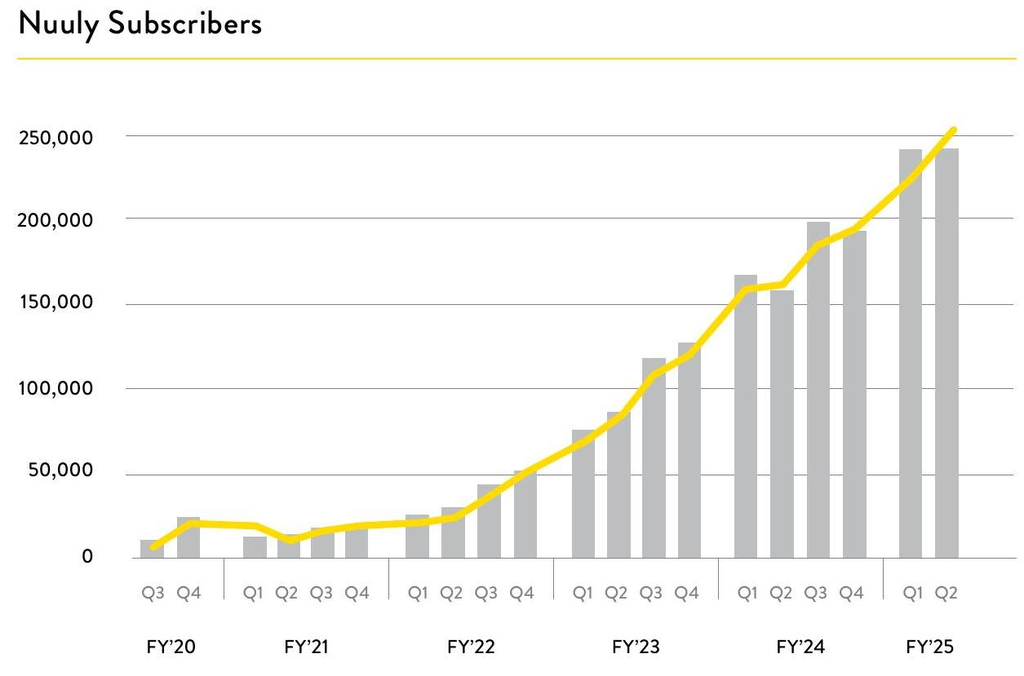 Nuuly Subscribers
250,000
200,000
150,000
100,000
50,000
0
Q3 Q4 Q1 Q2 Q3 Q4 Q1 Q2 Q3 Q4 Q1 Q2 Q3 Q4 Q1 Q2 Q3 Q4 Q1 Q2
FY'20 FY'21 FY'22 FY'23 FY'24 FY'25